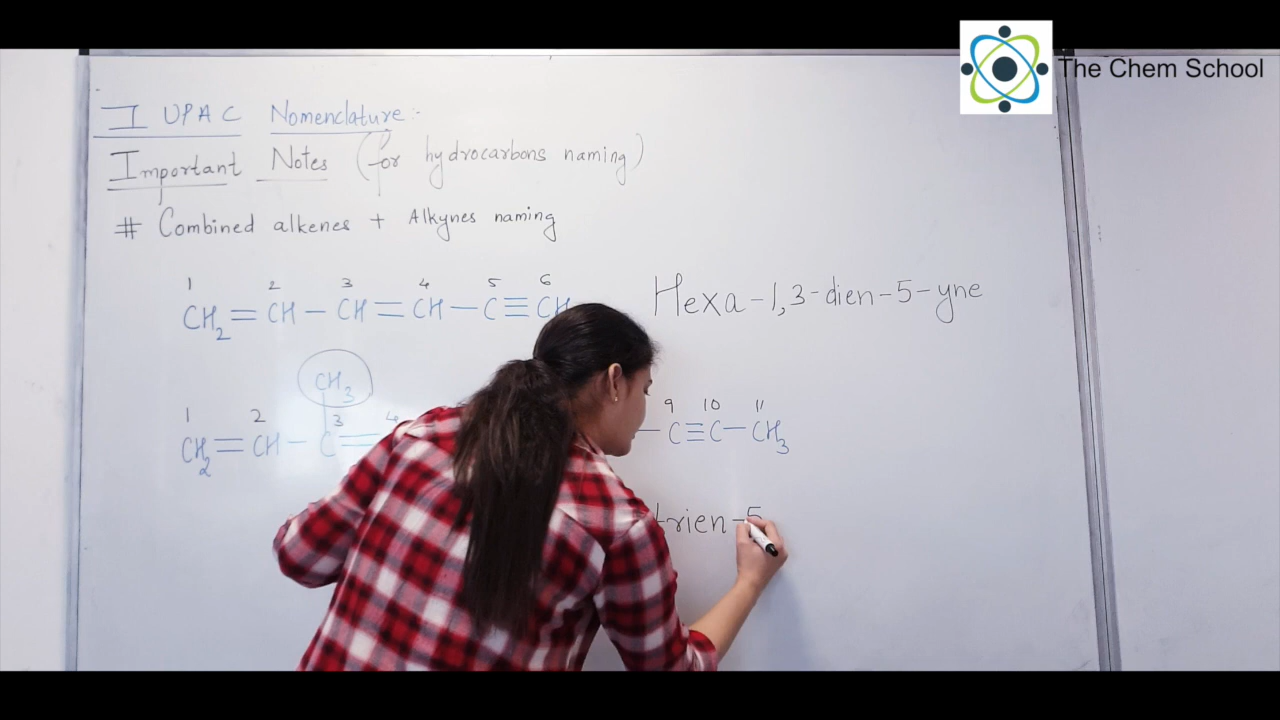 The Chem School
IUPAC Nomenclature:-
Important Notes (for hydrocarbons naming)
# Combined alkenes + Alkynes naming
1 2 3 4 5 6
CH₂=CH–CH=CH–C≡CH Hexa-1,3-dien-5-yne
CH₃
1 2 3 4 9 10 11
CH₂=CH–C= –C≡C–CH₃
trien-5